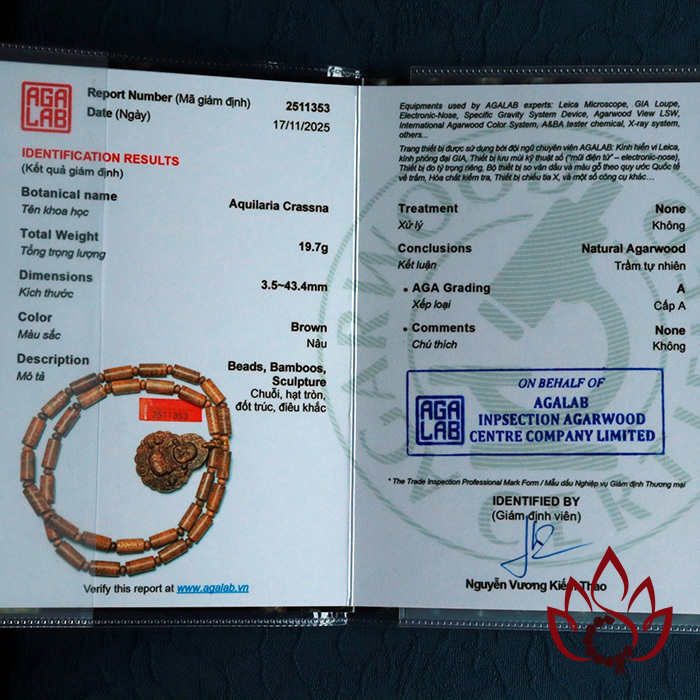 AGA
LAB
Report Number (Mã giám định) 2511353
Date (Ngày) 17/11/2025
IDENTIFICATION RESULTS
(Kết quả giám định)
Botanical name
Tên khoa học
Aquilaria Crassna
Total Weight
Tổng trọng lượng
19.7g
Dimensions
Kích thước
3.5~43.4mm
Color
Màu sắc
Brown
Nâu
Description
Mô tả
Beads, Bamboos,
Sculpture
Chuỗi, hạt tròn,
đốt trúc, điêu khắc
2511353
Verify this report at www.agalab.vn
Equipments used by AGALAB experts: Leica Microscope, GIA Loupe,
Electronic-Nose, Specific Gravity System Device, Agarwood View LSW,
International Agarwood Color System, A&BA tester chemical, X-ray system,
others...
Trang thiết bị được sử dụng bởi đội ngũ chuyên viên AGALAB: Kính hiển vi Leica,
kính phóng đại GIA, Thiết bị lưu mùi kỹ thuật số ("mũi điện tử" – electronic-nose),
Thiết bị đo tỷ trọng riêng, Bộ thiết bị so vân dầu và màu gỗ theo quy ước Quốc tế
về trầm, Hóa chất kiểm tra, Thiết bị chiếu tia X, và một số công cụ khác…
Treatment
Xử lý
None
Không
Conclusions
Kết luận
Natural Agarwood
Trầm tự nhiên
• AGA Grading
Xếp loại
A
Cấp A
• Comments
Chú thích
None
Không
AGA
LAB
ON BEHALF OF
AGALAB
INPSECTION AGARWOOD
CENTRE COMPANY LIMITED
* The Trade Inspection Professional Mark Form / Mẫu dấu Nghiệp vụ Giám định Thương mại
IDENTIFIED BY
(Giám định viên)
Nguyễn Vương Kiến Thao